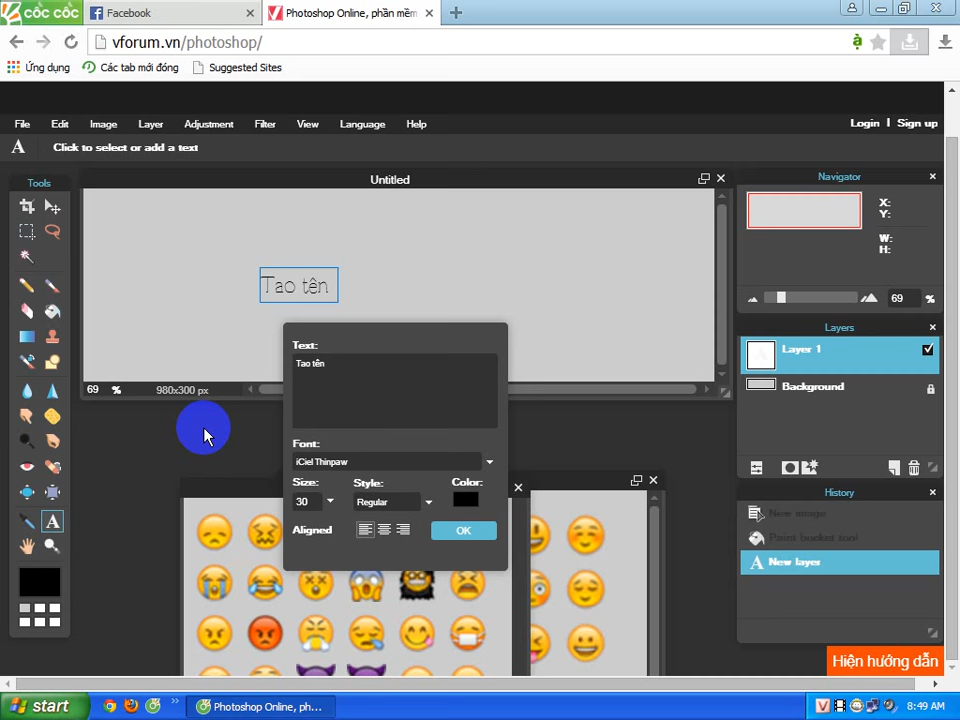 CỐC CỐC
Facebook
Photoshop Online, phần mềm
vforum.vn/photoshop/
ả
Ứng dụng
Các tab mới đóng
Suggested Sites
File
Edit
Image
Layer
Adjustment
Filter
View
Language
Help
Login | Sign up
A
Click to select or add a text
Tools
Untitled
Navigator
X:
Y:
W:
H:
69 %
Tao tên
Text:
Tao tên
Layers
Layer 1
Background
69 %
980x300 px
Font:
iCiel Thinpaw
Size:
Style:
Color:
30
Regular
Aligned
OK
History
New image
Paint bucket tool
A New layer
A
Hiện hướng dẫn
start
Photoshop Online, ph...
8:49 AM